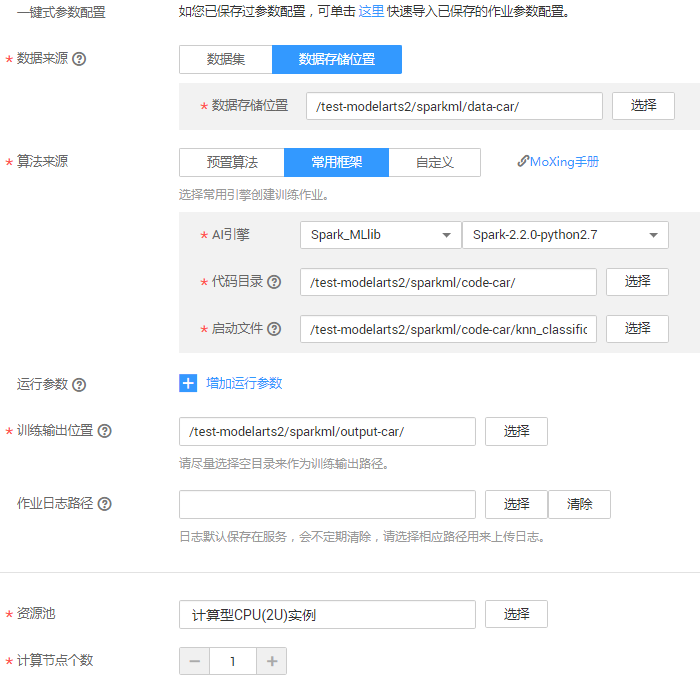 一键式参数配置 如您已保存过参数配置，可单击 这里 快速导入已保存的作业参数配置。
* 数据来源 ? 数据集 数据存储位置
* 数据存储位置 /test-modelarts2/sparkml/data-car/ 选择
* 算法来源 预置算法 常用框架 自定义 MoXing手册
选择常用引擎创建训练作业。
* AI引擎 Spark_MLlib Spark-2.2.0-python2.7
* 代码目录 ? /test-modelarts2/sparkml/code-car/ 选择
* 启动文件 ? /test-modelarts2/sparkml/code-car/knn_classific 选择
运行参数 ? + 增加运行参数
* 训练输出位置 ? /test-modelarts2/sparkml/output-car/ 选择
请尽量选择空目录来作为训练输出路径。
作业日志路径 ? 选择 清除
日志默认保存在服务，会不定期清除，请选择相应路径用来上传日志。
* 资源池 计算型CPU(2U)实例 选择
* 计算节点个数 − 1 +